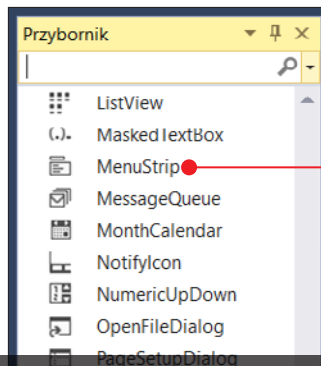 Przybornik
ListView
MaskedTextBox
MenuStrip
MessageQueue
MonthCalendar
NotifyIcon
NumericUpDown
OpenFileDialog
PageSetupDialog